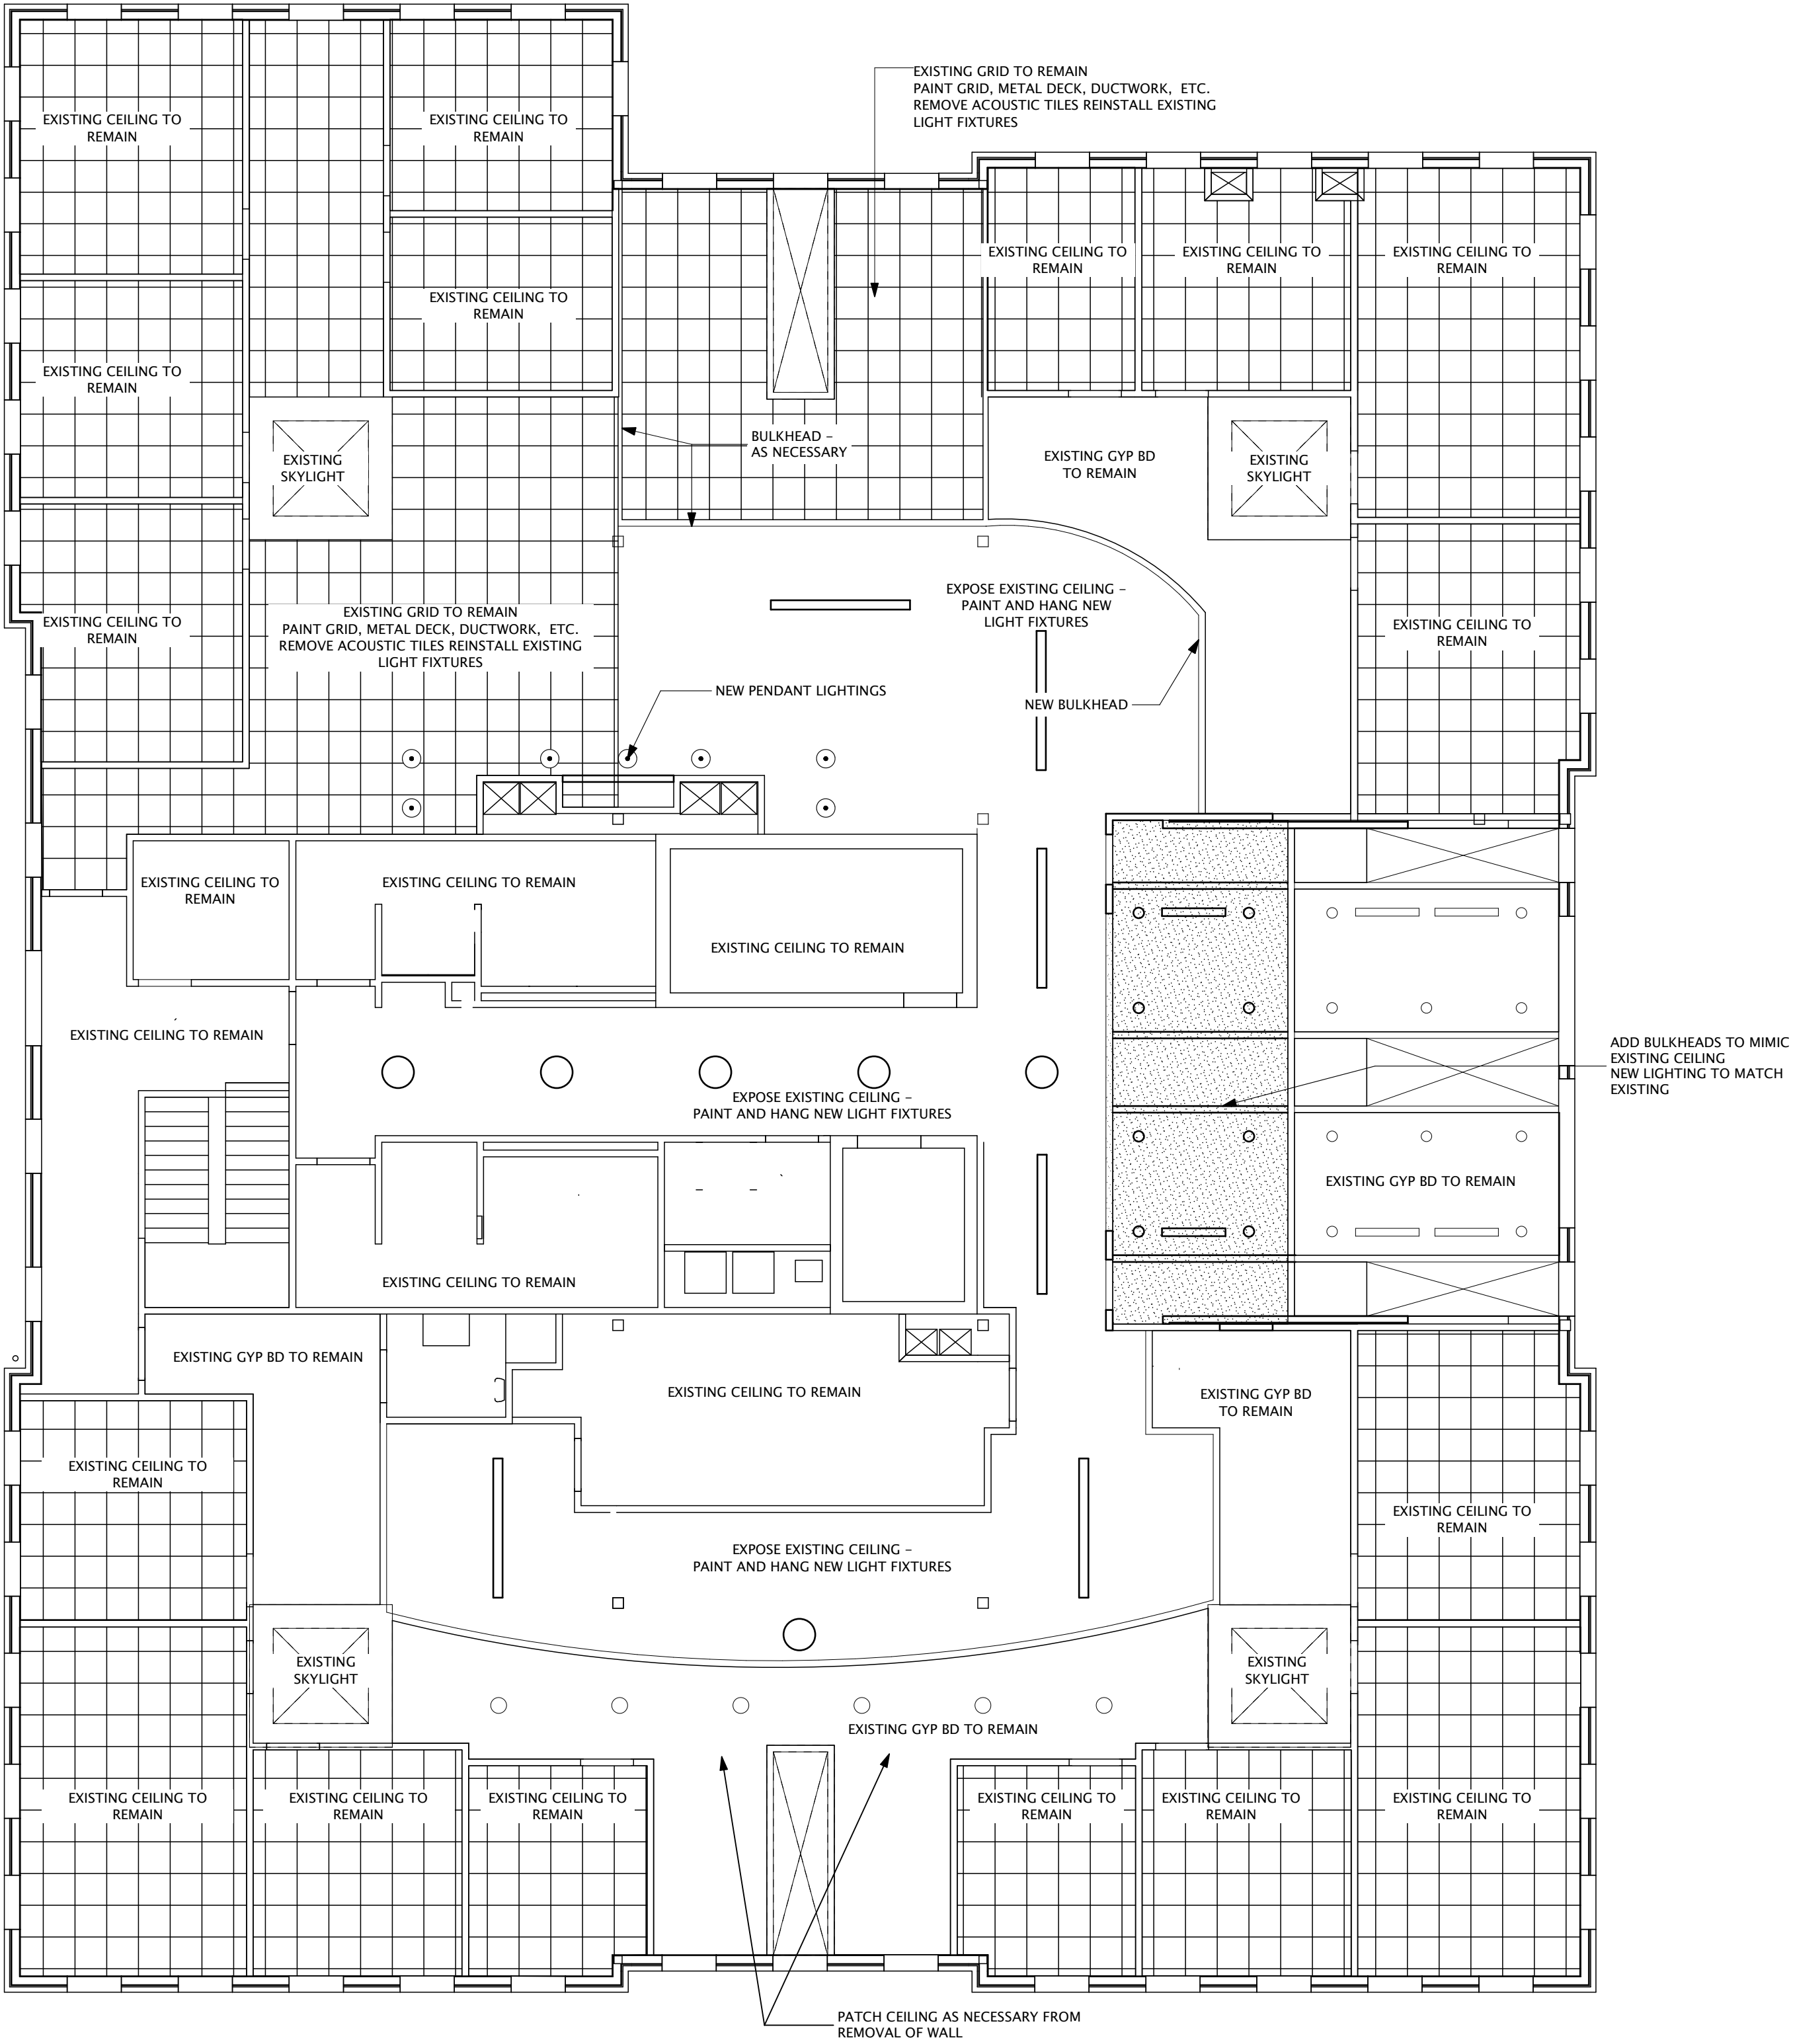 EXISTING GRID TO REMAIN
PAINT GRID, METAL DECK, DUCTWORK, ETC.
REMOVE ACOUSTIC TILES REINSTALL EXISTING
LIGHT FIXTURES
EXISTING CEILING TO
REMAIN
EXISTING CEILING TO
REMAIN
EXISTING CEILING TO
REMAIN
EXISTING CEILING TO
REMAIN
EXISTING CEILING TO
REMAIN
EXISTING CEILING TO
REMAIN
EXISTING CEILING TO
REMAIN
BULKHEAD –
AS NECESSARY
EXISTING GYP BD
TO REMAIN
EXISTING
SKYLIGHT
EXISTING
SKYLIGHT
EXISTING CEILING TO
REMAIN
EXISTING GRID TO REMAIN
PAINT GRID, METAL DECK, DUCTWORK, ETC.
REMOVE ACOUSTIC TILES REINSTALL EXISTING
LIGHT FIXTURES
EXPOSE EXISTING CEILING –
PAINT AND HANG NEW
LIGHT FIXTURES
EXISTING CEILING TO
REMAIN
NEW PENDANT LIGHTINGS
NEW BULKHEAD
EXISTING CEILING TO
REMAIN
EXISTING CEILING TO REMAIN
EXISTING CEILING TO REMAIN
EXISTING CEILING TO REMAIN
ADD BULKHEADS TO MIMIC
EXISTING CEILING
NEW LIGHTING TO MATCH
EXISTING
EXPOSE EXISTING CEILING –
PAINT AND HANG NEW LIGHT FIXTURES
EXISTING GYP BD TO REMAIN
EXISTING CEILING TO REMAIN
EXISTING GYP BD TO REMAIN
EXISTING CEILING TO REMAIN
EXISTING GYP BD
TO REMAIN
EXISTING CEILING TO
REMAIN
EXISTING CEILING TO
REMAIN
EXPOSE EXISTING CEILING –
PAINT AND HANG NEW LIGHT FIXTURES
EXISTING
SKYLIGHT
EXISTING
SKYLIGHT
EXISTING GYP BD TO REMAIN
EXISTING CEILING TO
REMAIN
EXISTING CEILING TO
REMAIN
EXISTING CEILING TO
REMAIN
EXISTING CEILING TO
REMAIN
EXISTING CEILING TO
REMAIN
EXISTING CEILING TO
REMAIN
PATCH CEILING AS NECESSARY FROM
REMOVAL OF WALL